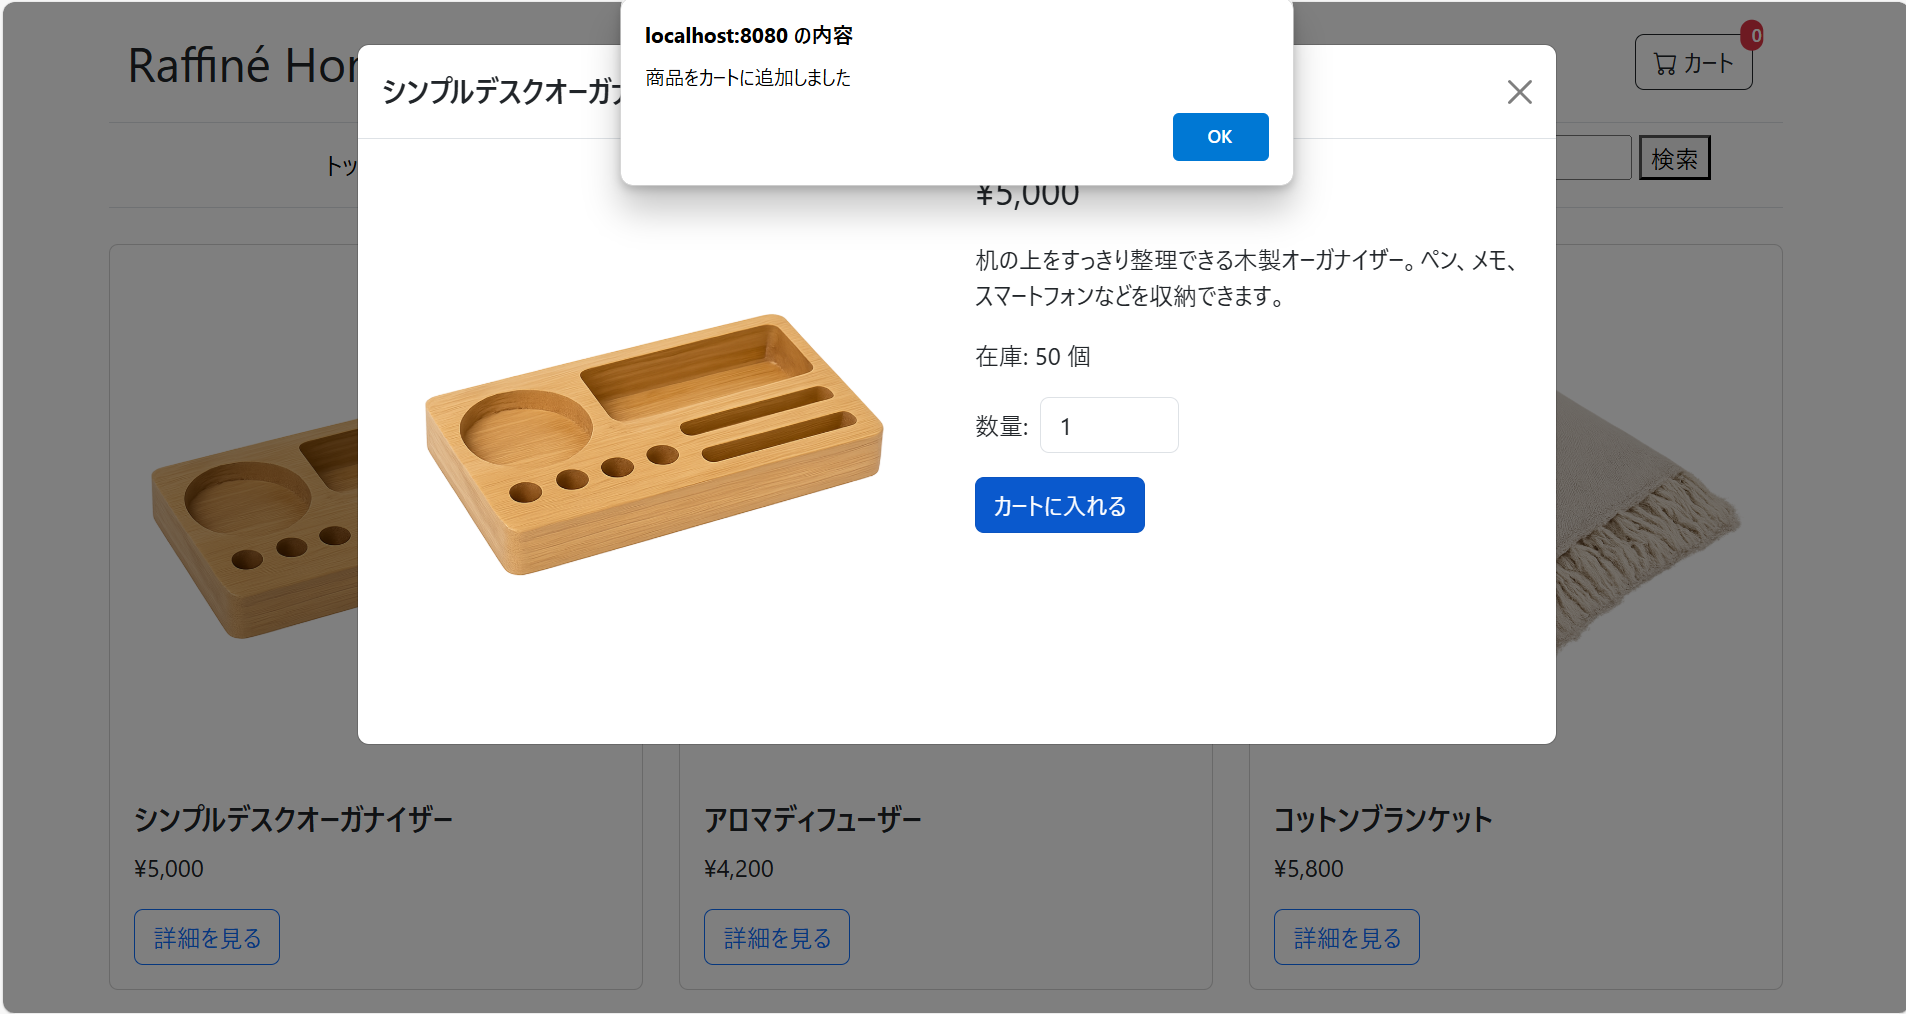 localhost:8080 の内容
商品をカートに追加しました
OK
Raffiné Hor
カート
0
シンプルデスクオーガナ
トッ
検索
¥5,000
机の上をすっきり整理できる木製オーガナイザー。ペン、メモ、
スマートフォンなどを収納できます。
在庫: 50 個
数量: 1
カートに入れる
シンプルデスクオーガナイザー
¥5,000
詳細を見る
アロマディフューザー
¥4,200
詳細を見る
コットンブランケット
¥5,800
詳細を見る